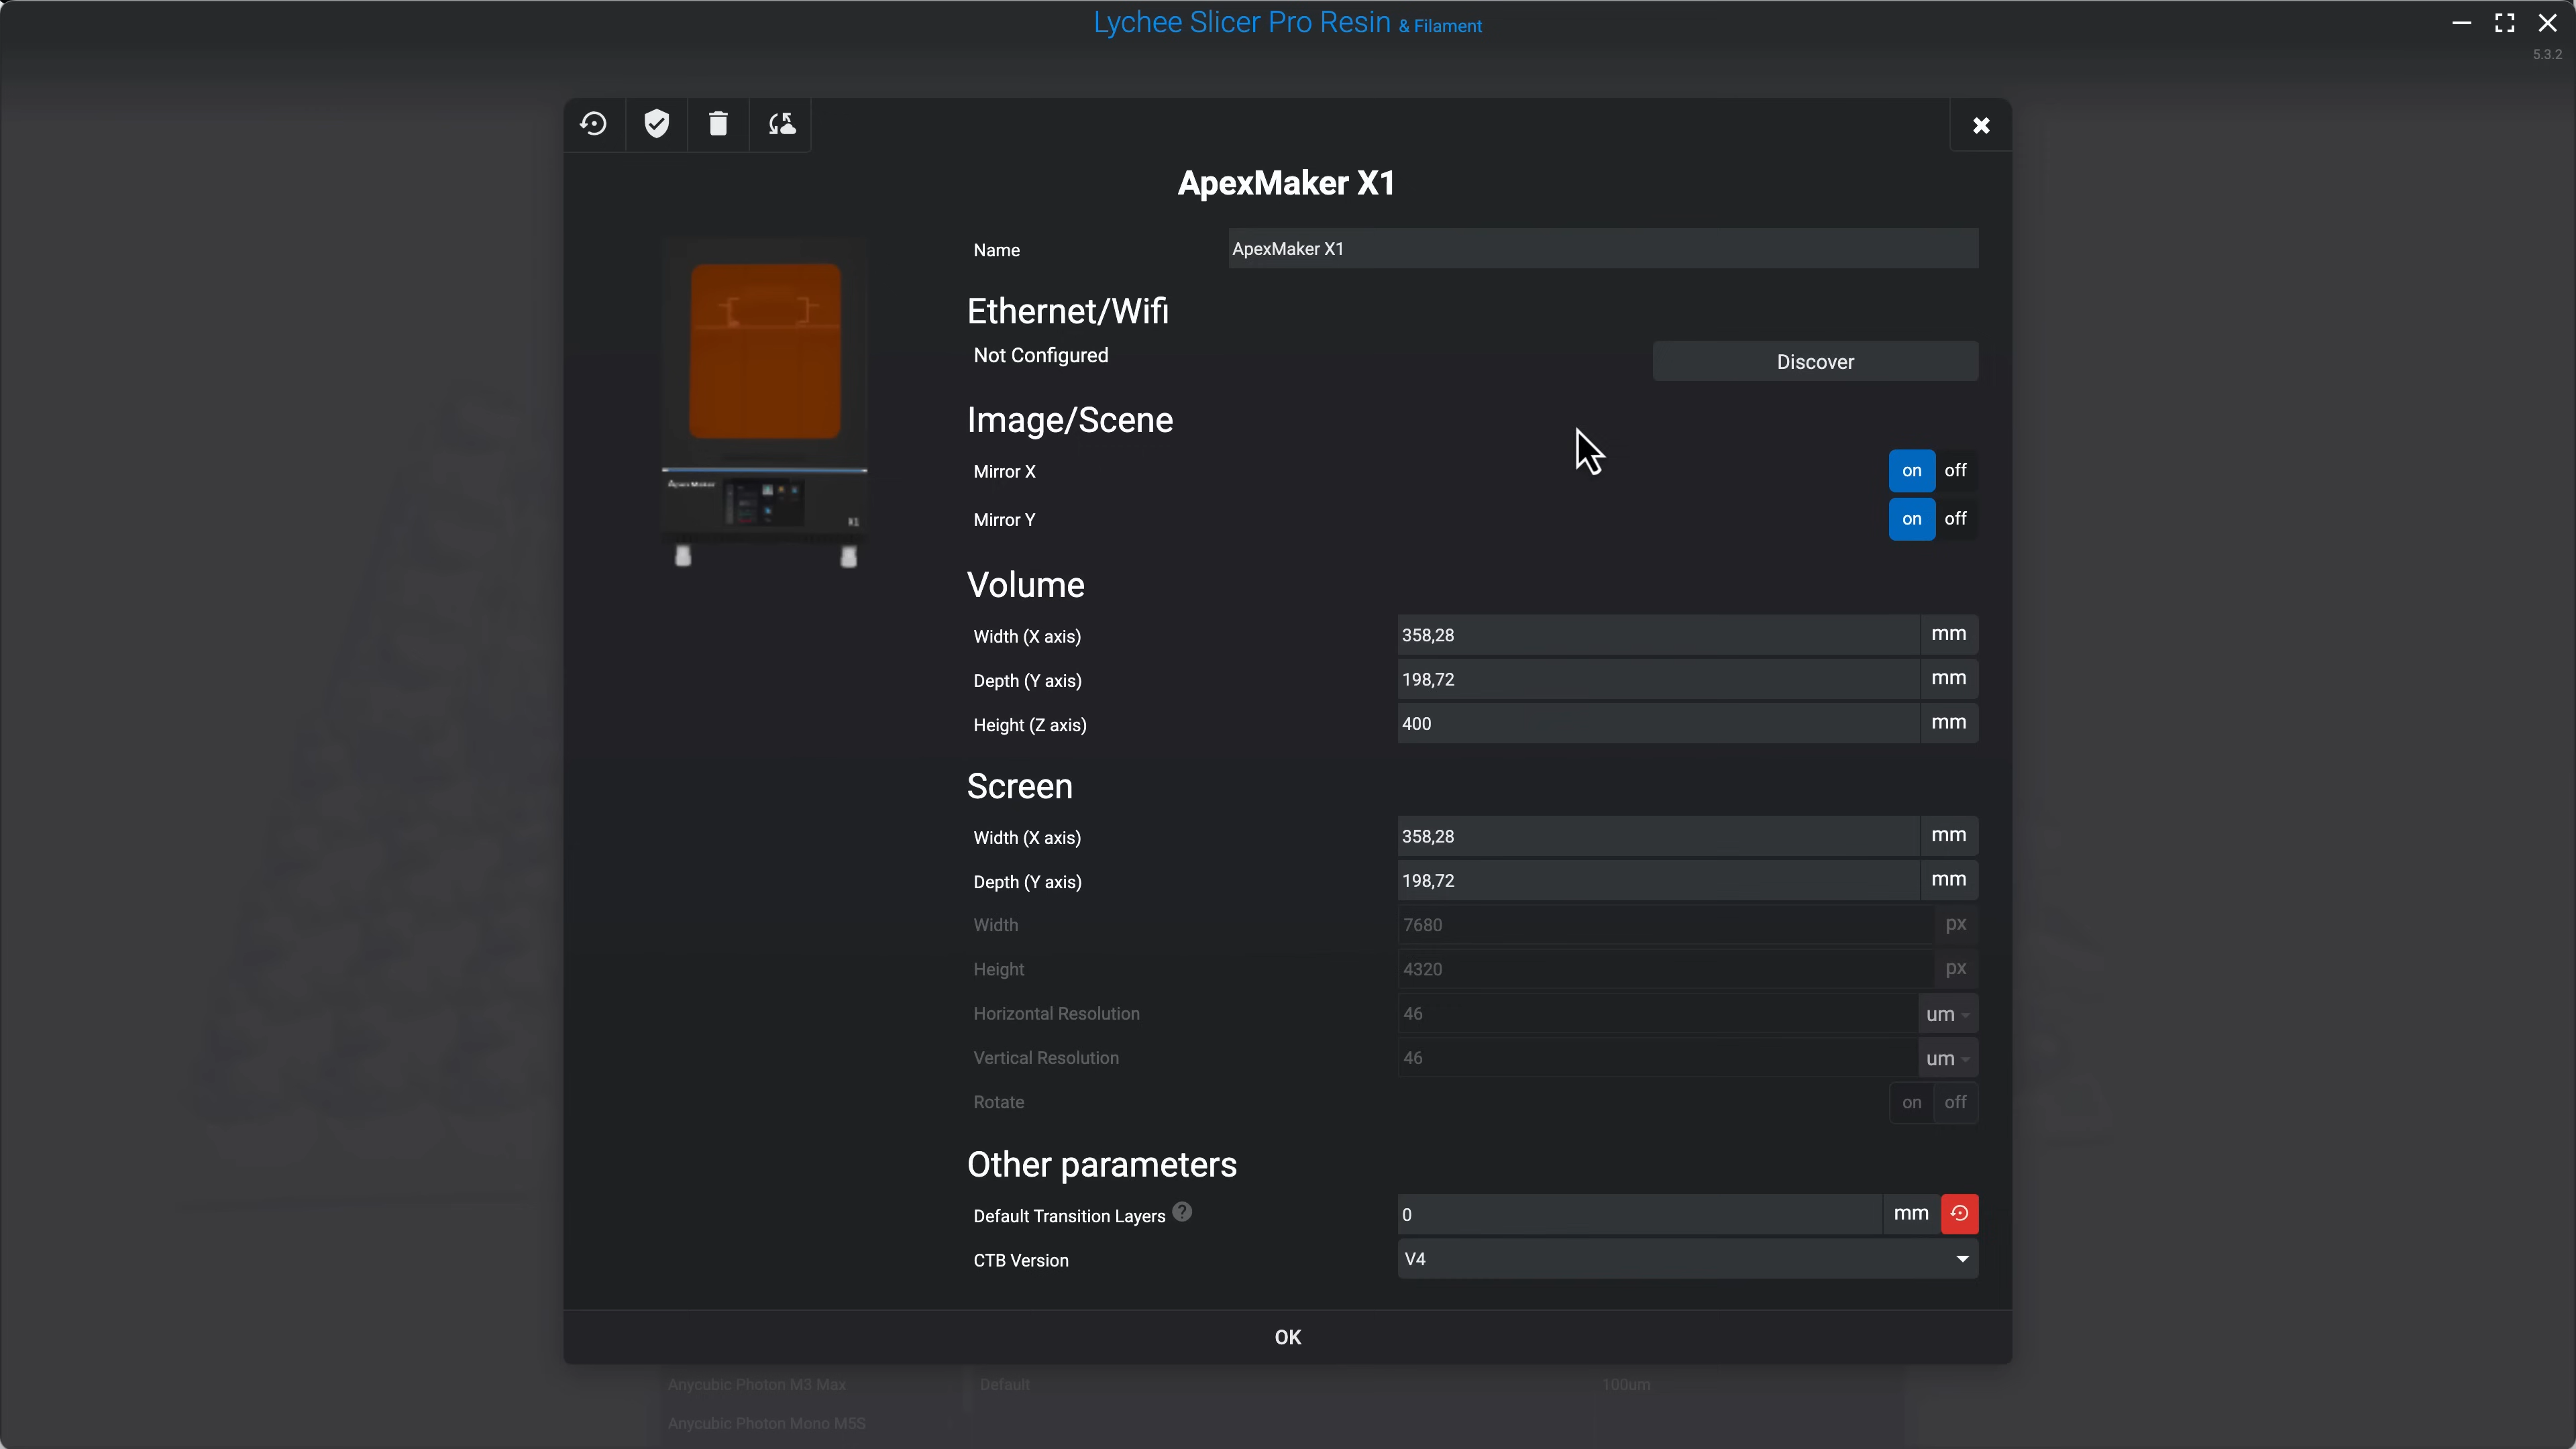 Lychee Slicer Pro Resin & Filament
5.3.2
ApexMaker X1
Name ApexMaker X1
Ethernet/Wifi
Not Configured Discover
Image/Scene
Mirror X on off
Mirror Y on off
ApexMaker
X1
Volume
Width (X axis) 358,28 mm
Depth (Y axis) 198,72 mm
Height (Z axis) 400 mm
Screen
Width (X axis) 358,28 mm
Depth (Y axis) 198,72 mm
Width 7680 px
Height 4320 px
Horizontal Resolution 46 um
Vertical Resolution 46 um
Rotate on off
Other parameters
Default Transition Layers ? 0 mm
CTB Version V4
OK
Anycubic Photon M3 Max Default 100um
Anycubic Photon Mono M5S